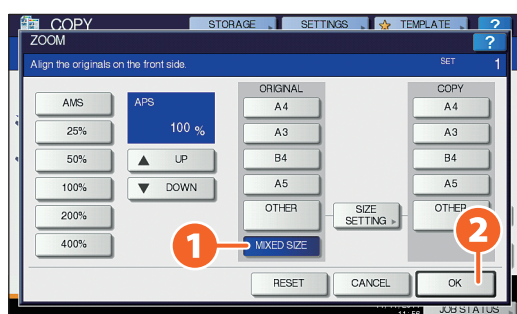 COPY STORAGE SETTINGS TEMPLATE ?
ZOOM ?
Align the originals on the front side. SET 1
ORIGINAL COPY
AMS APS A4 A4
25% 100 % A3 A3
50% UP B4 B4
100% DOWN A5 A5
200% OTHER SIZE SETTING OTHER
400% 1 MIXED SIZE 2
RESET CANCEL OK
JOB STATUS